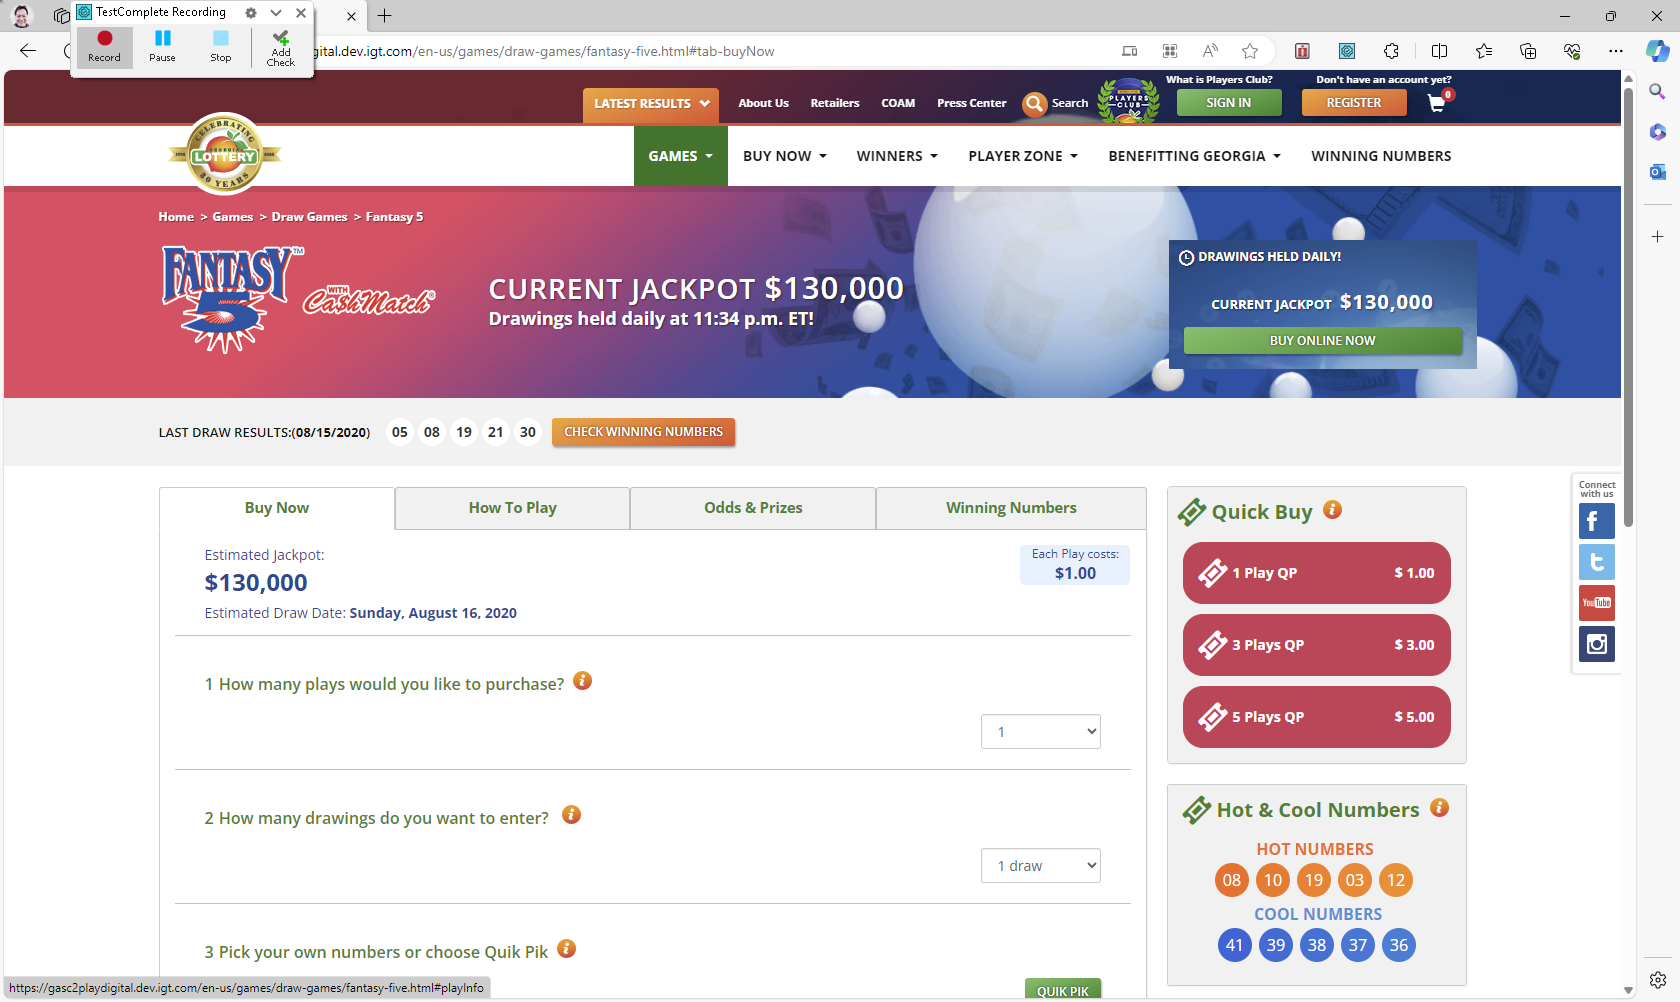 TestComplete Recording
Record
Pause
Stop
Add
Check
gital.dev.igt.com/en-us/games/draw-games/fantasy-five.html#tab-buyNow
LATEST RESULTS
About Us
Retailers
COAM
Press Center
Search
PLAYERS
CLUB
What is Players Club?
SIGN IN
Don't have an account yet?
REGISTER
0
CELEBRATING
GEORGIA
LOTTERY
30 YEARS
GAMES
BUY NOW
WINNERS
PLAYER ZONE
BENEFITTING GEORGIA
WINNING NUMBERS
Home > Games > Draw Games > Fantasy 5
FANTASY 5™
WITH
Ca$hMatch®
CURRENT JACKPOT $130,000
Drawings held daily at 11:34 p.m. ET!
DRAWINGS HELD DAILY!
CURRENT JACKPOT $130,000
BUY ONLINE NOW
LAST DRAW RESULTS:(08/15/2020) 05 08 19 21 30
CHECK WINNING NUMBERS
Connect
with us
YouTube
Buy Now
How To Play
Odds & Prizes
Winning Numbers
Estimated Jackpot:
$130,000
Estimated Draw Date: Sunday, August 16, 2020
Each Play costs:
$1.00
1 How many plays would you like to purchase?
1
2 How many drawings do you want to enter?
1 draw
3 Pick your own numbers or choose Quik Pik
QUIK PIK
Quick Buy
1 Play QP $ 1.00
3 Plays QP $ 3.00
5 Plays QP $ 5.00
Hot & Cool Numbers
HOT NUMBERS
08 10 19 03 12
COOL NUMBERS
41 39 38 37 36
https://gasc2playdigital.dev.igt.com/en-us/games/draw-games/fantasy-five.html#playInfo